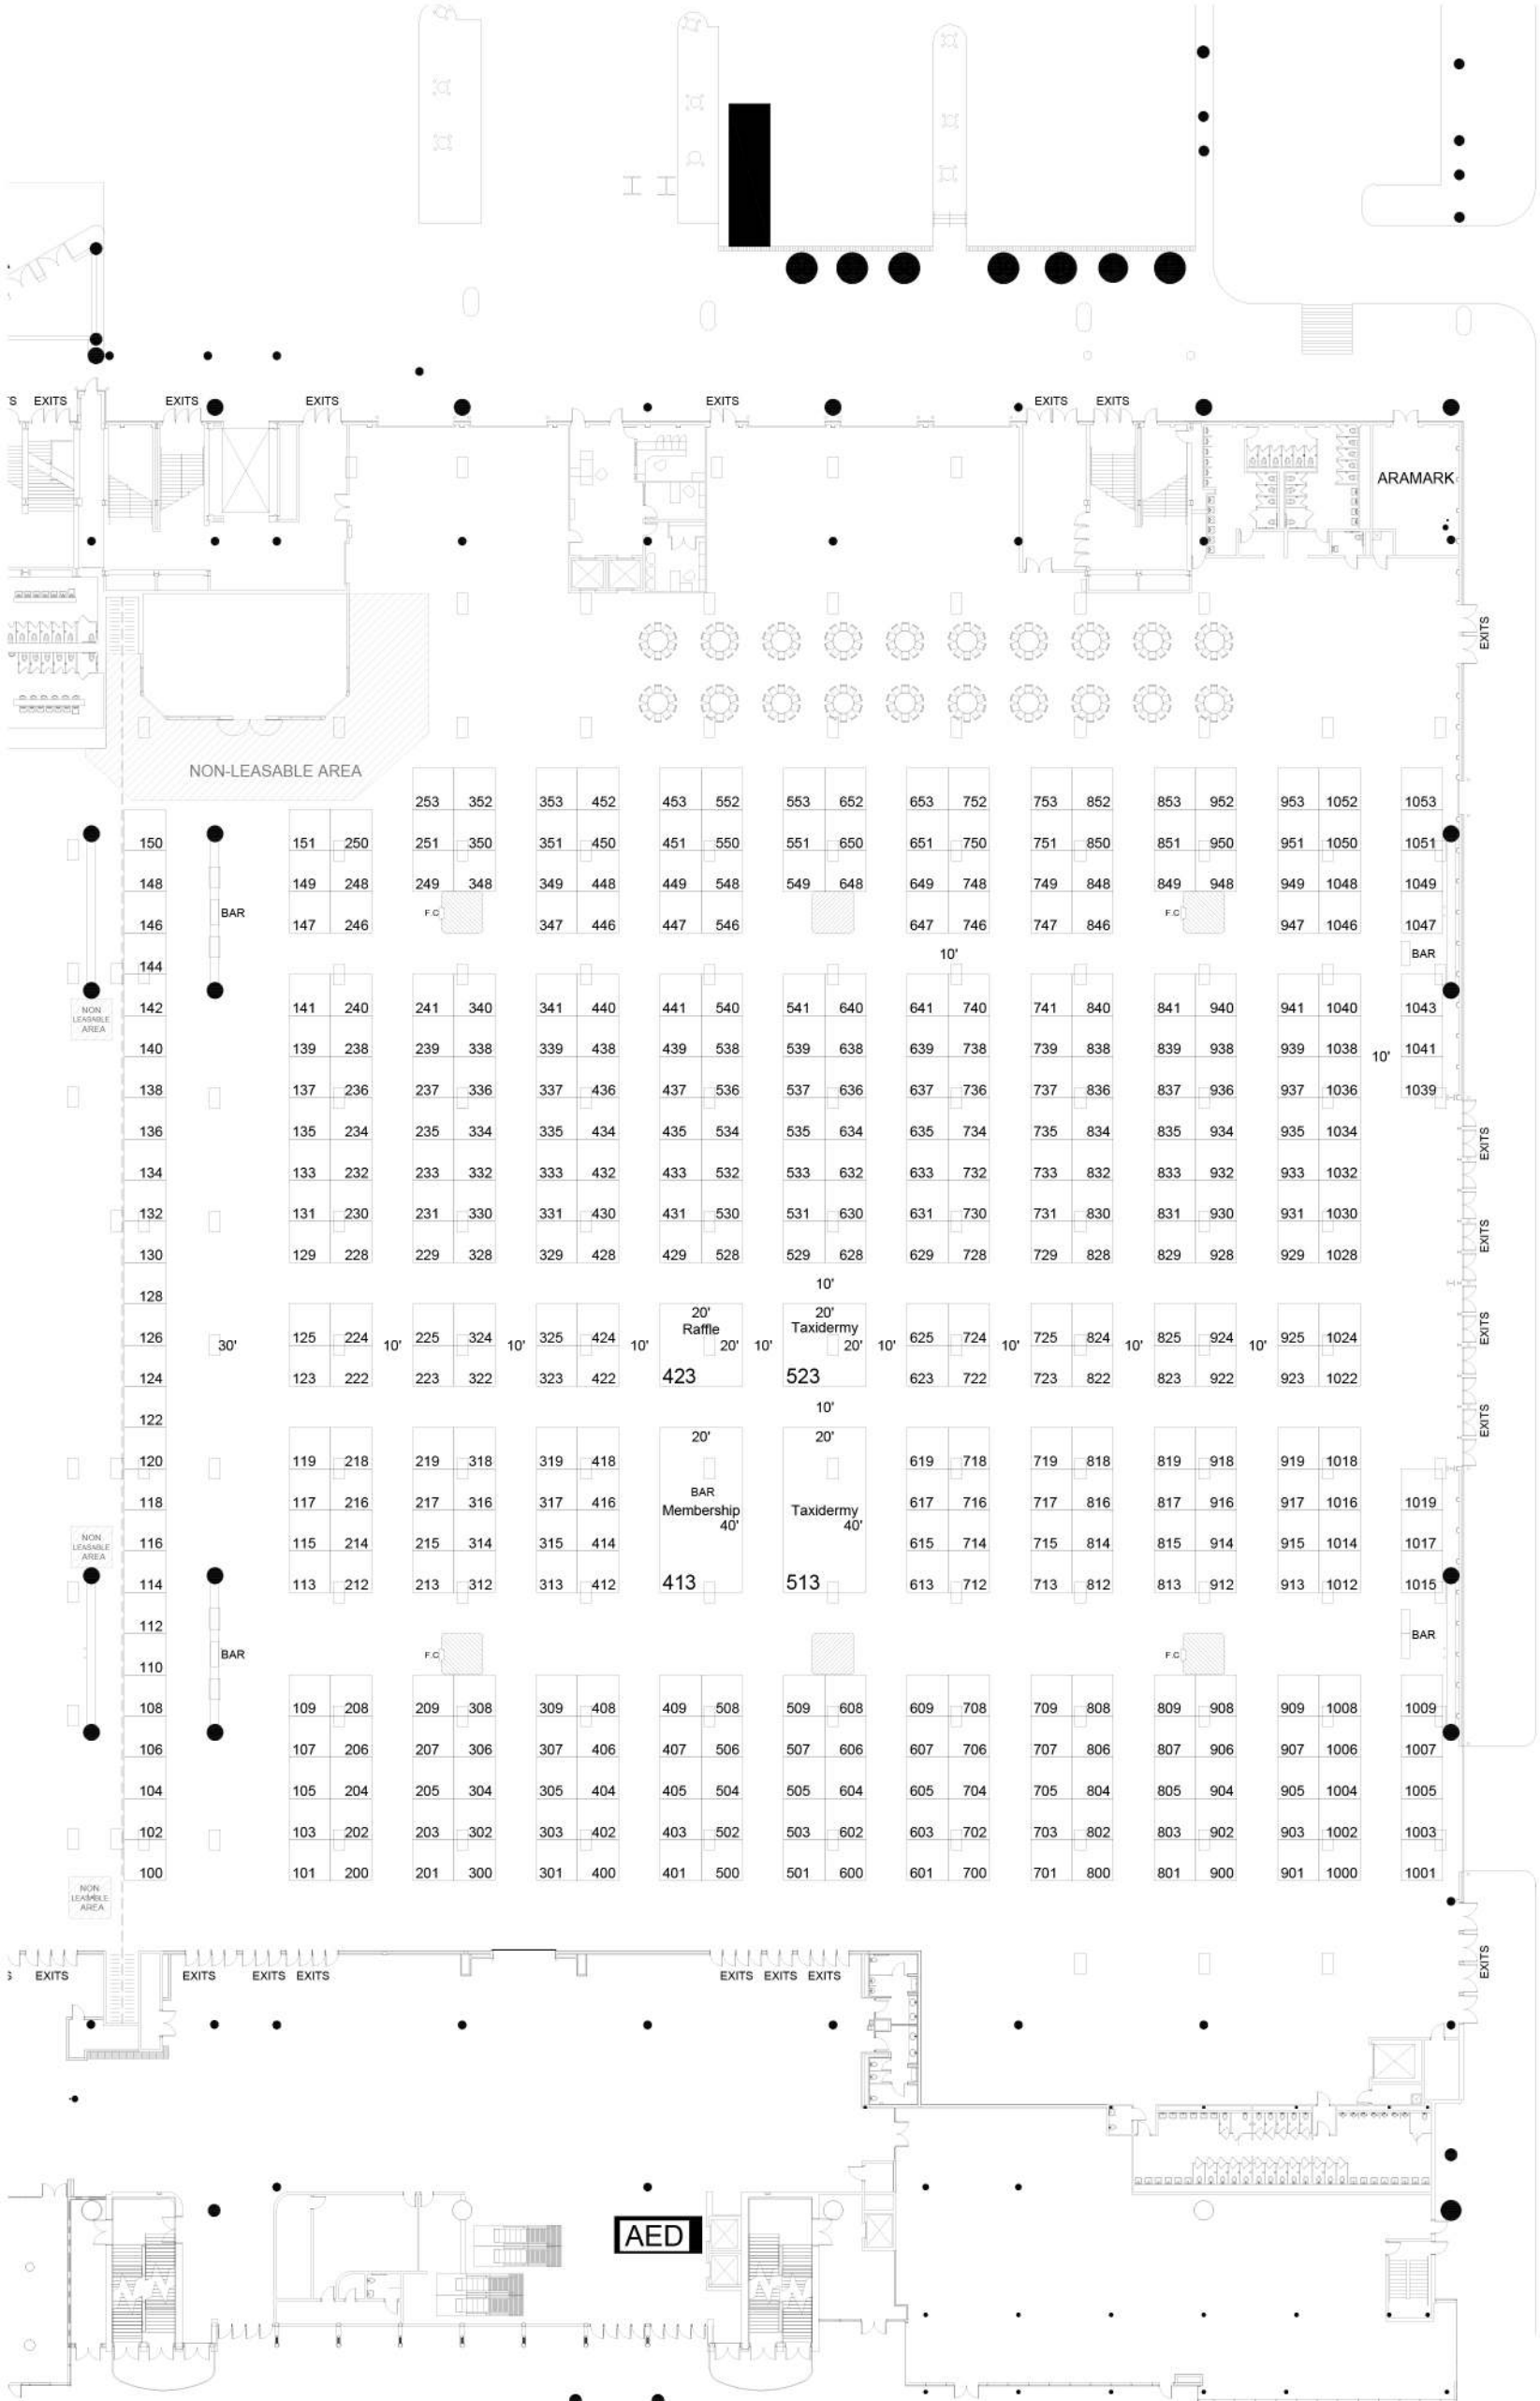 'S EXITS EXITS EXITS EXITS EXITS EXITS
ARAMARK
EXITS
NON-LEASABLE AREA
253 352 353 452 453 552 553 652 653 752 753 852 853 952 953 1052 1053
150 151 250 251 350 351 450 451 550 551 650 651 750 751 850 851 950 951 1050 1051
148 149 248 249 348 349 448 449 548 549 648 649 748 749 848 849 948 949 1048 1049
BAR F.C F.C
146 147 246 347 446 447 546 647 746 747 846 947 1046 1047
10' BAR
144
NON LEASABLE AREA
142 141 240 241 340 341 440 441 540 541 640 641 740 741 840 841 940 941 1040 1043
140 139 238 239 338 339 438 439 538 539 638 639 738 739 838 839 938 939 1038 10' 1041
138 137 236 237 336 337 436 437 536 537 636 637 736 737 836 837 936 937 1036 1039
136 135 234 235 334 335 434 435 534 535 634 635 734 735 834 835 934 935 1034 EXITS
134 133 232 233 332 333 432 433 532 533 632 633 732 733 832 833 932 933 1032
132 131 230 231 330 331 430 431 530 531 630 631 730 731 830 831 930 931 1030 EXITS
130 129 228 229 328 329 428 429 528 529 628 629 728 729 828 829 928 929 1028
10'
128
20' 20'
Raffle Taxidermy EXITS
126 125 224 225 324 325 424 625 724 725 824 825 924 925 1024
30' 10' 10' 10' 20' 10' 20' 10' 10' 10' 10'
124 123 222 223 322 323 422 423 523 623 722 723 822 823 922 923 1022
10'
122 EXITS
20' 20'
120 119 218 219 318 319 418 619 718 719 818 819 918 919 1018
BAR
118 117 216 217 316 317 416 Membership Taxidermy 617 716 717 816 817 916 917 1016 1019
40' 40'
NON LEASABLE AREA
116 115 214 215 314 315 414 615 714 715 814 815 914 915 1014 1017
114 113 212 213 312 313 412 413 513 613 712 713 812 813 912 913 1012 1015
112
BAR
BAR F.C F.C
110
108 109 208 209 308 309 408 409 508 509 608 609 708 709 808 809 908 909 1008 1009
106 107 206 207 306 307 406 407 506 507 606 607 706 707 806 807 906 907 1006 1007
104 105 204 205 304 305 404 405 504 505 604 605 704 705 804 805 904 905 1004 1005
102 103 202 203 302 303 402 403 502 503 602 603 702 703 802 803 902 903 1002 1003
100 101 200 201 300 301 400 401 500 501 600 601 700 701 800 801 900 901 1000 1001
NON LEASABLE AREA
EXITS
S EXITS EXITS EXITS EXITS EXITS EXITS EXITS
AED